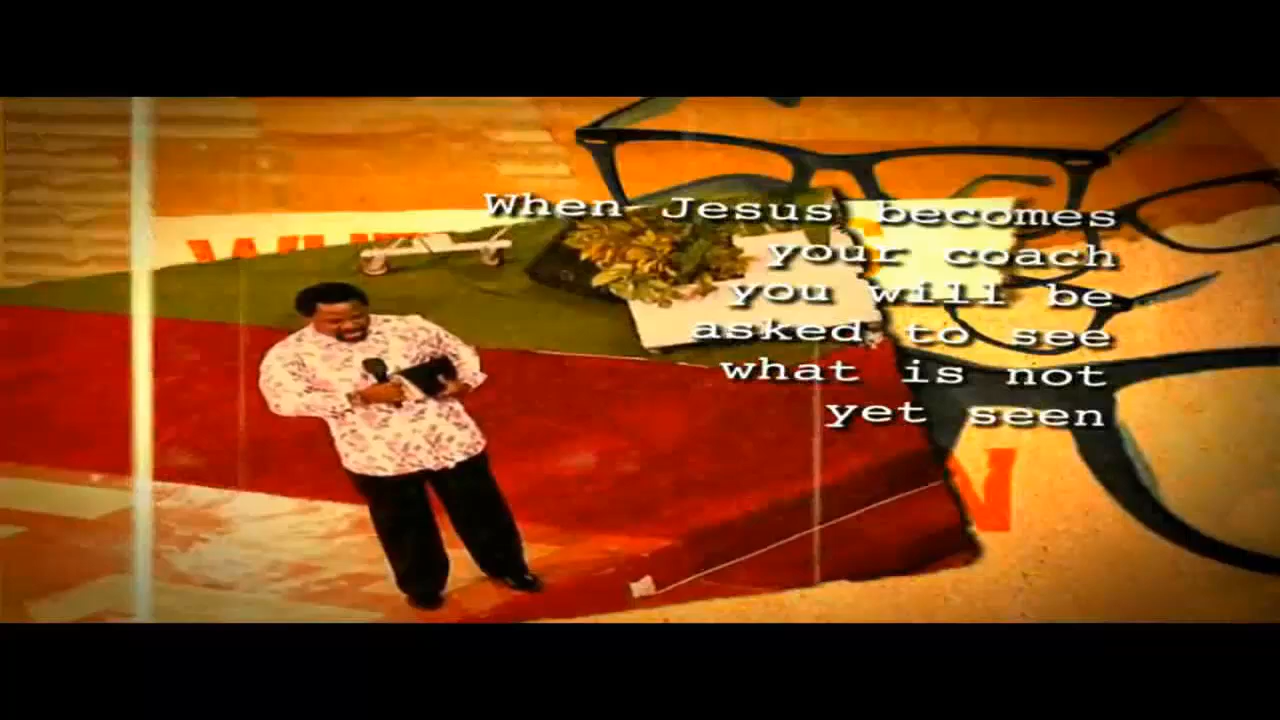 When Jesus becomes
your coach
you will be
asked to see
what is not
yet seen